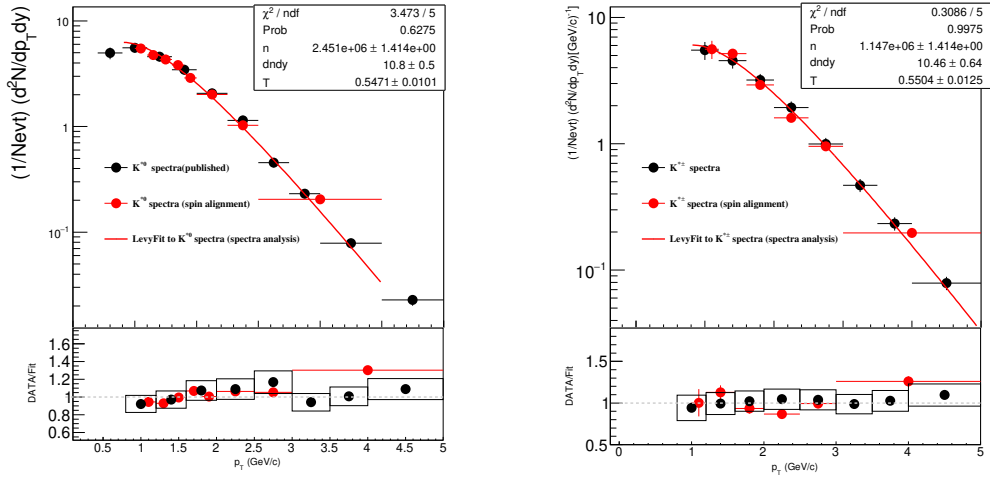 χ² / ndf 3.473 / 5
Prob 0.6275
n 2.451e+06 ± 1.414e+00
dndy 10.8 ± 0.5
T 0.5471 ± 0.0101
(1/Nevt) (d²N/dp_T dy)
10
1
10⁻¹
K*⁰ spectra(published)
K*⁰ spectra (spin alignment)
LevyFit to K*⁰ spectra (spectra analysis)
DATA/Fit
1.6
1.4
1.2
1.0
0.8
0.6
0.5 1 1.5 2 2.5 3 3.5 4 4.5 5
p_T (GeV/c)
χ² / ndf 0.3086 / 5
Prob 0.9975
n 1.147e+06 ± 1.414e+00
dndy 10.46 ± 0.64
T 0.5504 ± 0.0125
(1/Nevt) (d²N/dp_T dy)[GeV/c)⁻¹]
10
1
10⁻¹
K*± spectra
K*± spectra (spin alignment)
LevyFit to K*± spectra (spectra analysis)
DATA/Fit
1.5
1
0.5
0 1 2 3 4 5
p_T (GeV/c)